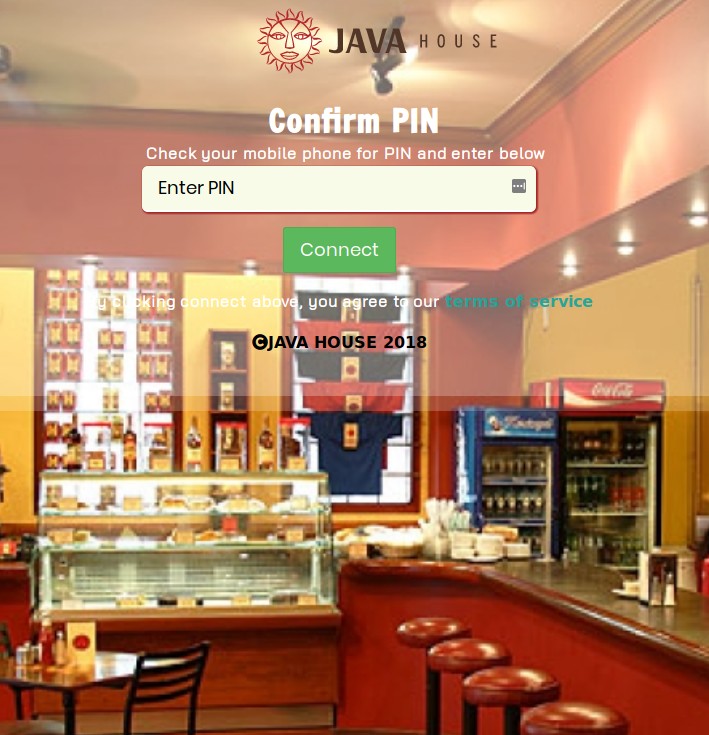 JAVA HOUSE
Confirm PIN
Check your mobile phone for PIN and enter below
Enter PIN
Connect
By clicking connect above, you agree to our terms of service
©JAVA HOUSE 2018
Coca-Cola